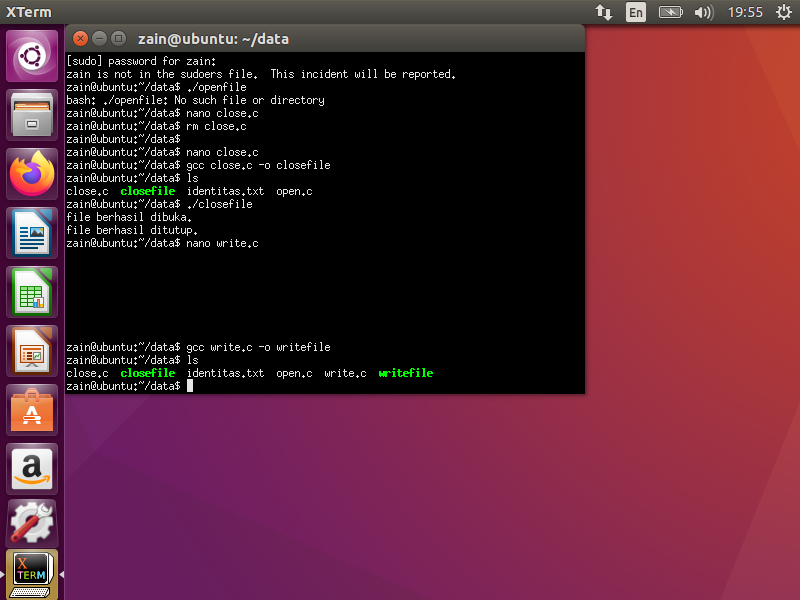 XTerm
En
19:55
zain@ubuntu: ~/data
[sudo] password for zain:
zain is not in the sudoers file.  This incident will be reported.
zain@ubuntu:~/data$ ./openfile
bash: ./openfile: No such file or directory
zain@ubuntu:~/data$ nano close.c
zain@ubuntu:~/data$ rm close.c
zain@ubuntu:~/data$
zain@ubuntu:~/data$ nano close.c
zain@ubuntu:~/data$ gcc close.c -o closefile
zain@ubuntu:~/data$ ls
close.c  closefile  identitas.txt  open.c
zain@ubuntu:~/data$ ./closefile
file berhasil dibuka.
file berhasil ditutup.
zain@ubuntu:~/data$ nano write.c
zain@ubuntu:~/data$ gcc write.c -o writefile
zain@ubuntu:~/data$ ls
close.c  closefile  identitas.txt  open.c  write.c  writefile
zain@ubuntu:~/data$
A
a
X
TERM